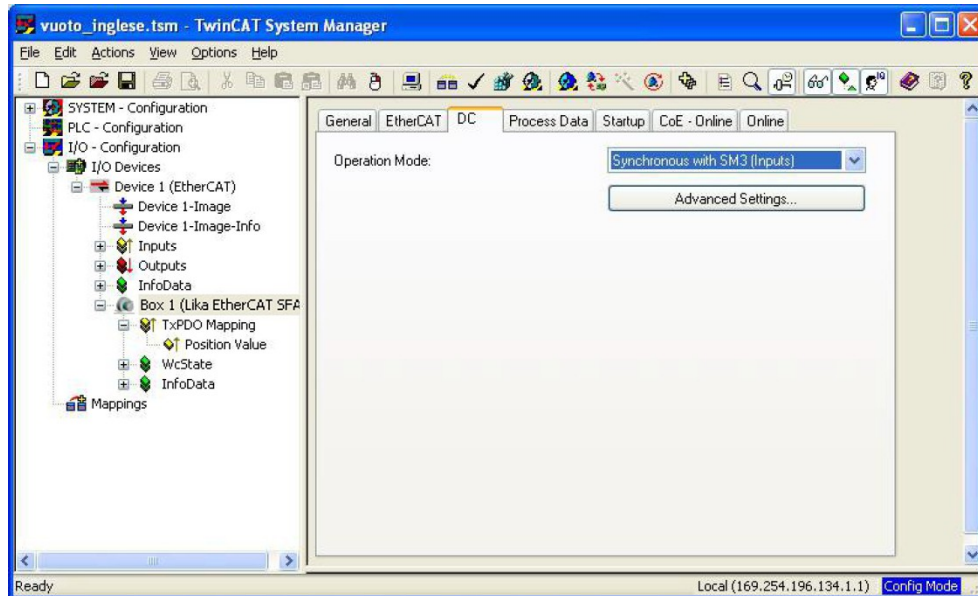 vuoto_inglese.tsm - TwinCAT System Manager
File Edit Actions View Options Help
SYSTEM - Configuration
PLC - Configuration
I/O - Configuration
I/O Devices
Device 1 (EtherCAT)
Device 1-Image
Device 1-Image-Info
Inputs
Outputs
InfoData
Box 1 (Lika EtherCAT SFA
TxPDO Mapping
Position Value
WcState
InfoData
Mappings
General EtherCAT DC Process Data Startup CoE - Online Online
Operation Mode: Synchronous with SM3 (Inputs)
Advanced Settings...
Ready Local (169.254.196.134.1.1) Config Mode